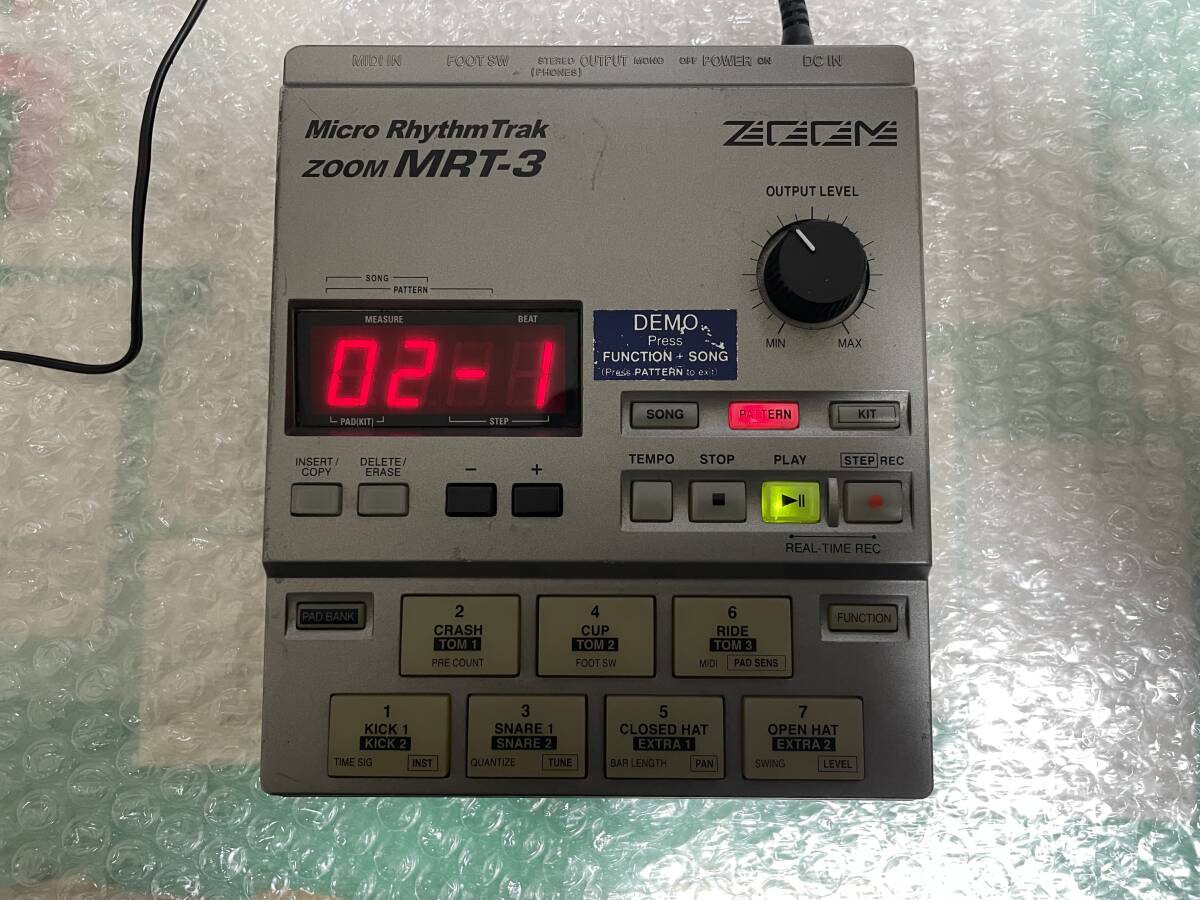 MIDI IN FOOT SW STEREO OUTPUT MONO OFF POWER ON DC IN
(PHONES)
Micro RhythmTrak
ZOOM MRT-3
ZOOM
OUTPUT LEVEL
MIN MAX
SONG
PATTERN
MEASURE BEAT
02-1
PAD(KIT) STEP
DEMO
Press
FUNCTION + SONG
(Press PATTERN to exit)
SONG PATTERN KIT
INSERT/
COPY
DELETE/
ERASE
− +
TEMPO STOP PLAY STEP REC
REAL-TIME REC
PAD BANK
2
CRASH
TOM 1
PRE COUNT
4
CUP
TOM 2
FOOT SW
6
RIDE
TOM 3
MIDI PAD SENS
FUNCTION
1
KICK 1
KICK 2
TIME SIG INST
3
SNARE 1
SNARE 2
QUANTIZE TUNE
5
CLOSED HAT
EXTRA 1
BAR LENGTH PAN
7
OPEN HAT
EXTRA 2
SWING LEVEL